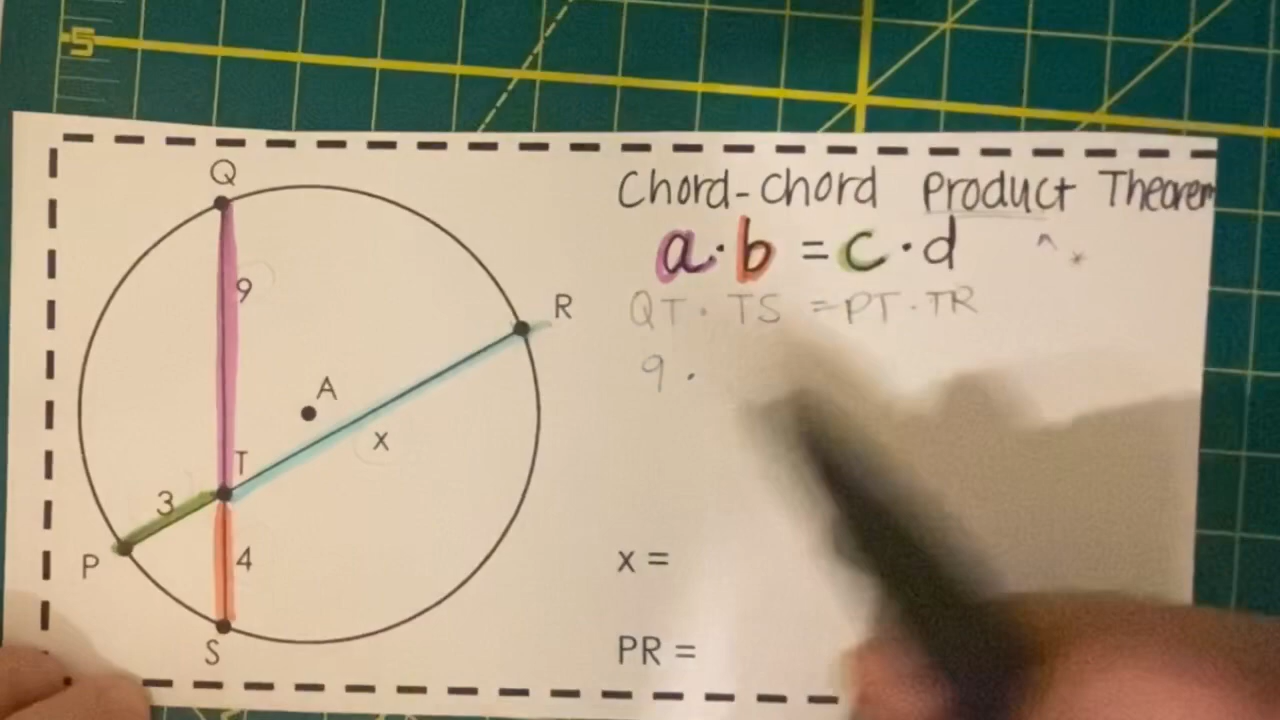 5
Q
Chord-chord Product Theorem
a·b = c·d
9
R
QT · TS = PT · TR
A
9 ·
x
T
3
4
P
x =
S
PR =